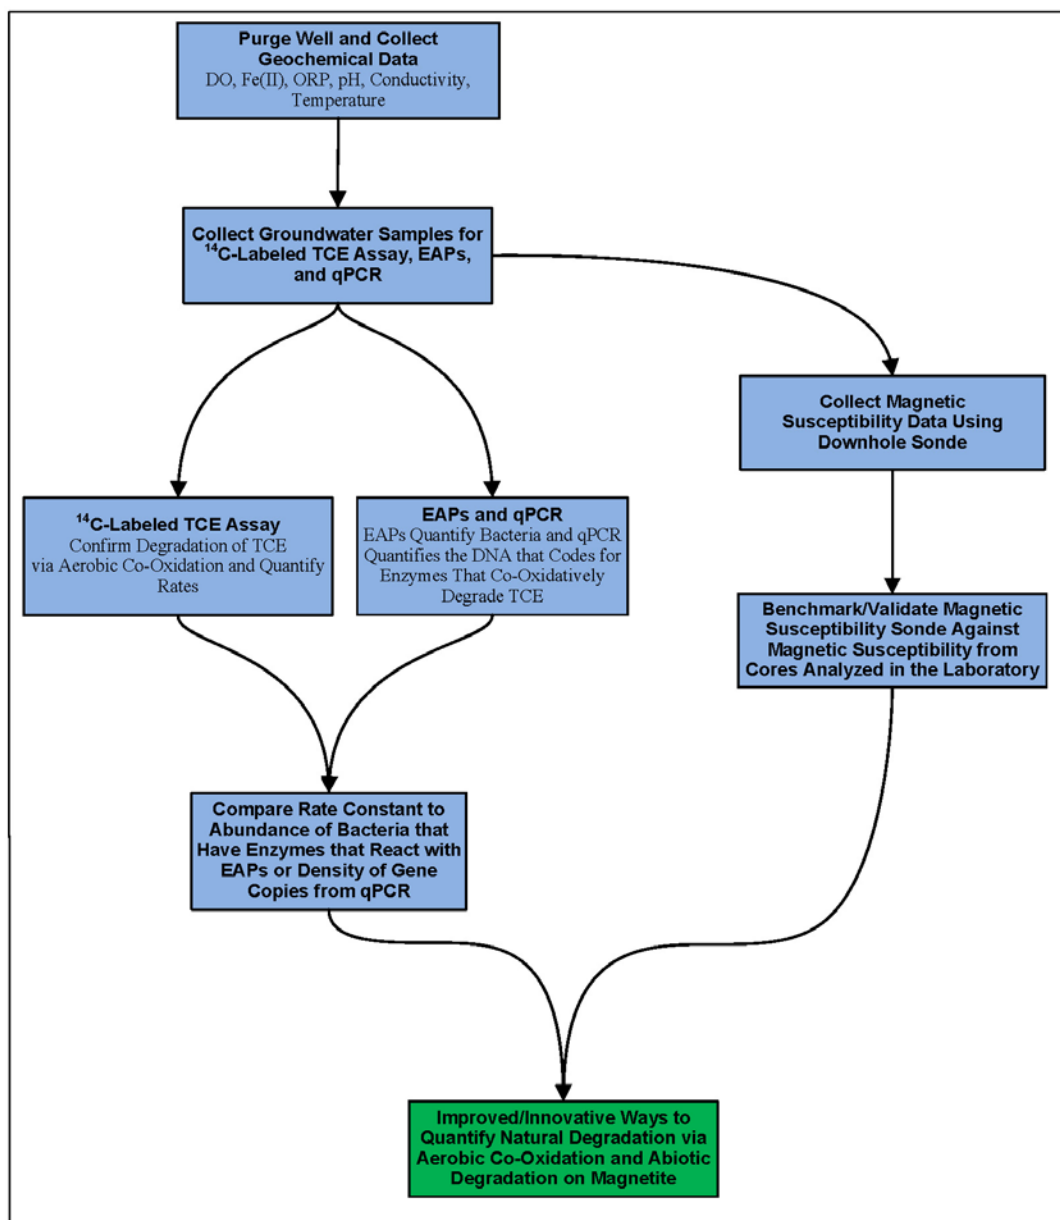 Purge Well and Collect
Geochemical Data
DO, Fe(II), ORP, pH, Conductivity,
Temperature
Collect Groundwater Samples for
¹⁴C-Labeled TCE Assay, EAPs,
and qPCR
Collect Magnetic
Susceptibility Data Using
Downhole Sonde
¹⁴C-Labeled TCE Assay
Confirm Degradation of TCE
via Aerobic Co-Oxidation and Quantify
Rates
EAPs and qPCR
EAPs Quantify Bacteria and qPCR
Quantifies the DNA that Codes for
Enzymes That Co-Oxidatively
Degrade TCE
Benchmark/Validate Magnetic
Susceptibility Sonde Against
Magnetic Susceptibility from
Cores Analyzed in the Laboratory
Compare Rate Constant to
Abundance of Bacteria that
Have Enzymes that React with
EAPs or Density of Gene
Copies from qPCR
Improved/Innovative Ways to
Quantify Natural Degradation via
Aerobic Co-Oxidation and Abiotic
Degradation on Magnetite